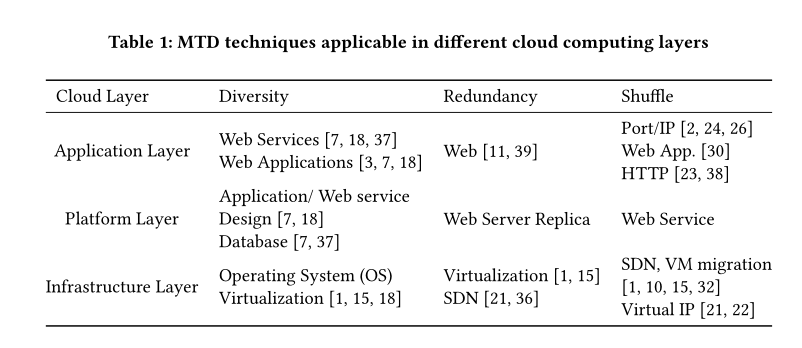 Table 1: MTD techniques applicable in different cloud computing layers
Cloud Layer Diversity Redundancy Shuffle
Application Layer
Web Services [7, 18, 37]
Web Applications [3, 7, 18]
Web [11, 39]
Port/IP [2, 24, 26]
Web App. [30]
HTTP [23, 38]
Platform Layer
Application/ Web service
Design [7, 18]
Database [7, 37]
Web Server Replica
Web Service
Infrastructure Layer
Operating System (OS)
Virtualization [1, 15, 18]
Virtualization [1, 15]
SDN [21, 36]
SDN, VM migration
[1, 10, 15, 32]
Virtual IP [21, 22]